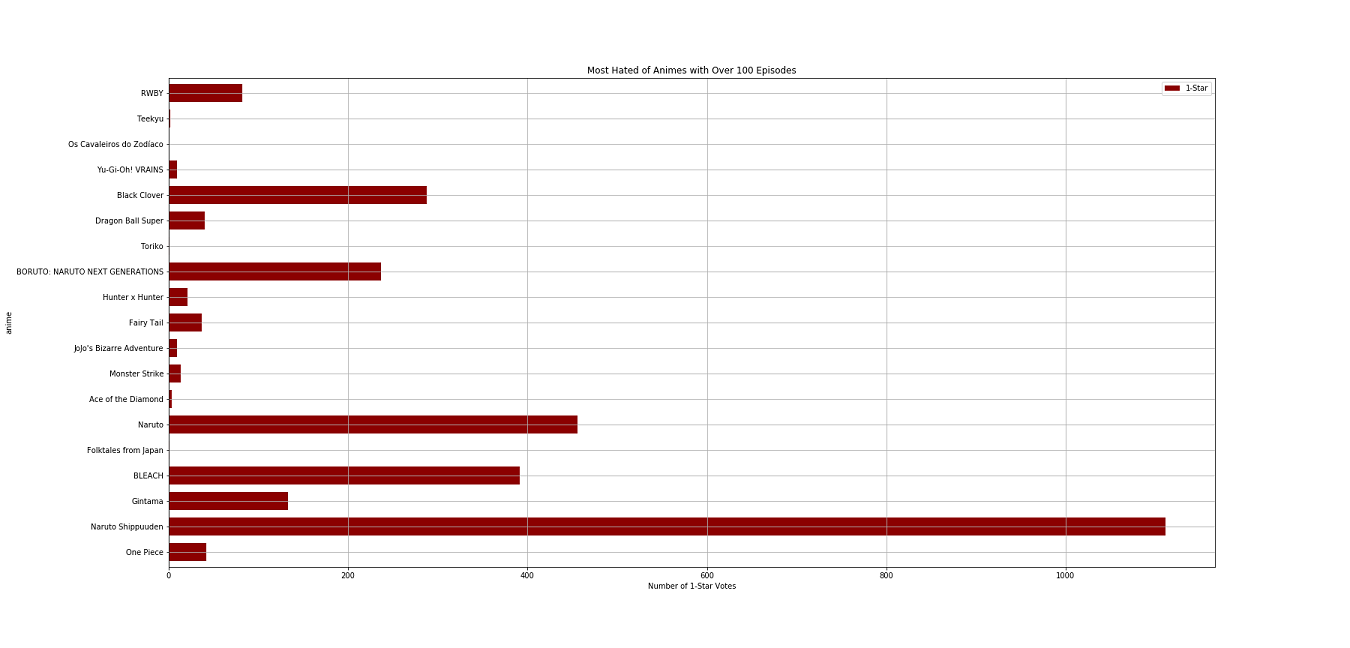 Most Hated of Animes with Over 100 Episodes
1-Star
RWBY
Teekyu
Os Cavaleiros do Zodíaco
Yu-Gi-Oh! VRAINS
Black Clover
Dragon Ball Super
Toriko
BORUTO: NARUTO NEXT GENERATIONS
Hunter x Hunter
Fairy Tail
JoJo's Bizarre Adventure
Monster Strike
Ace of the Diamond
Naruto
Folktales from Japan
BLEACH
Gintama
Naruto Shippuuden
One Piece
anime
0 200 400 600 800 1000
Number of 1-Star Votes